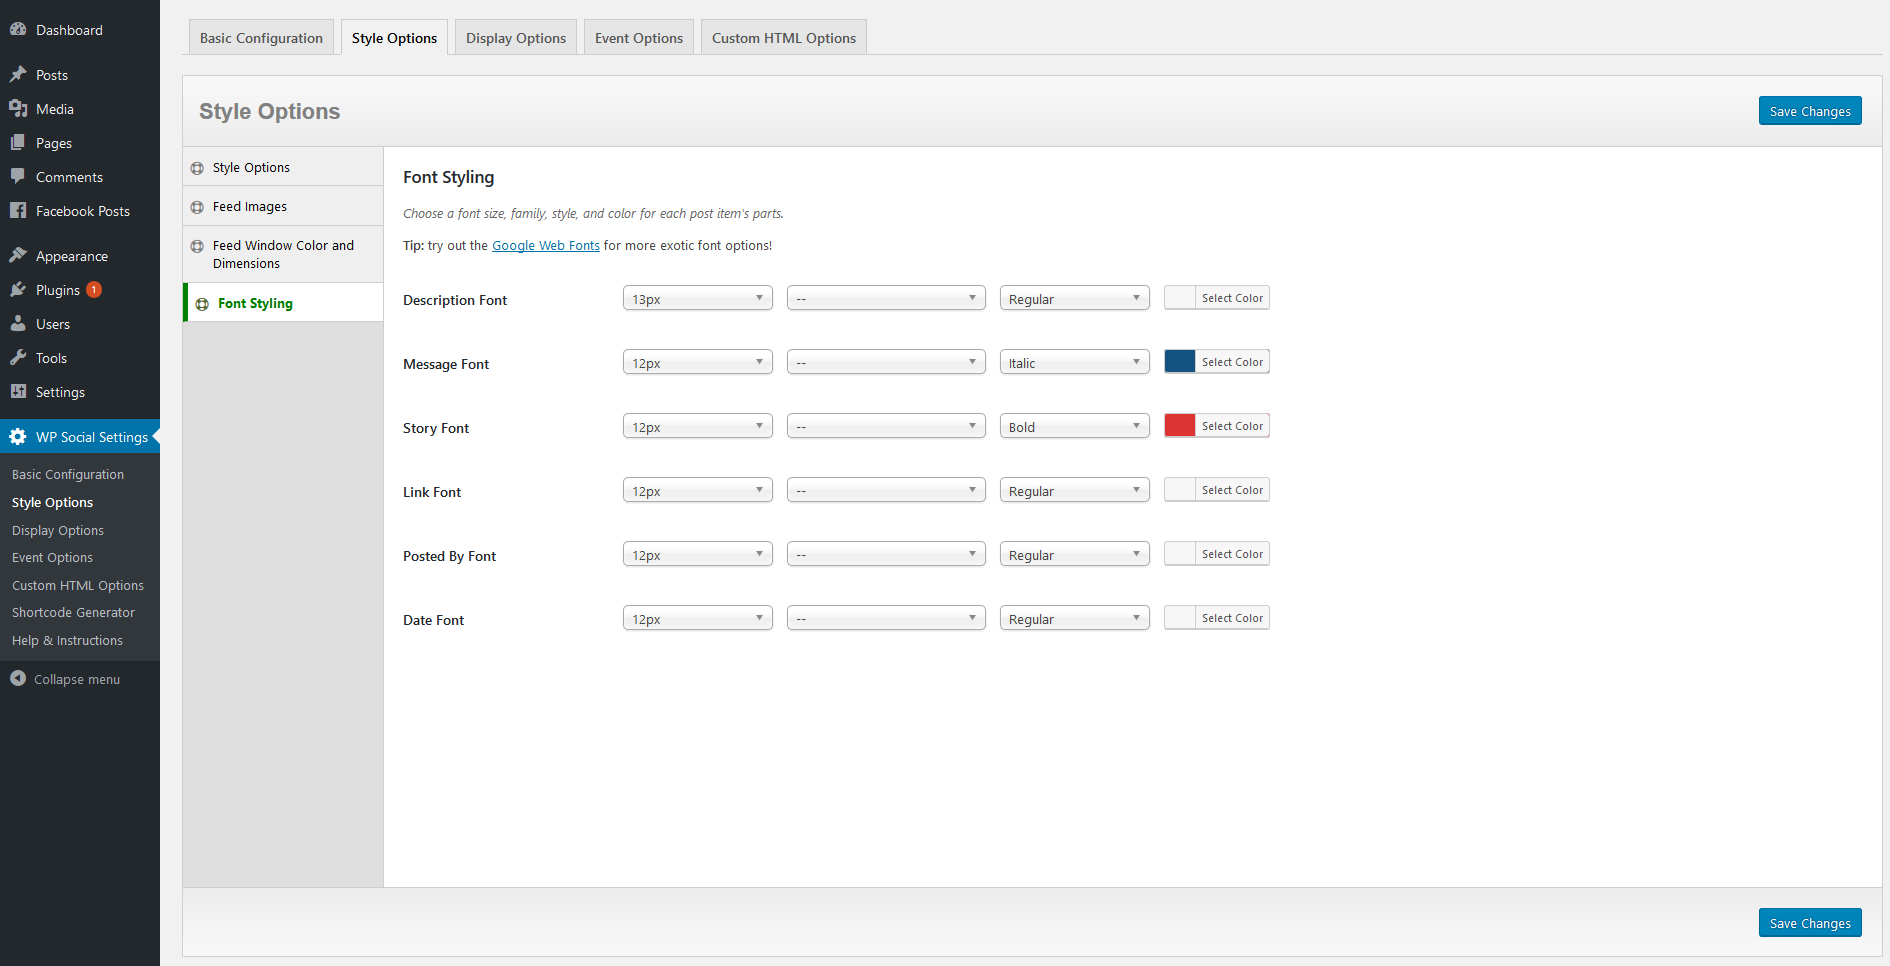 Dashboard
Posts
Media
Pages
Comments
Facebook Posts
Appearance
Plugins 1
Users
Tools
Settings
WP Social Settings
Basic Configuration
Style Options
Display Options
Event Options
Custom HTML Options
Shortcode Generator
Help & Instructions
Collapse menu
Basic Configuration Style Options Display Options Event Options Custom HTML Options
Style Options Save Changes
Style Options
Feed Images
Feed Window Color and
Dimensions
Font Styling
Font Styling
Choose a font size, family, style, and color for each post item's parts.
Tip: try out the Google Web Fonts for more exotic font options!
Description Font 13px -- Regular Select Color
Message Font 12px -- Italic Select Color
Story Font 12px -- Bold Select Color
Link Font 12px -- Regular Select Color
Posted By Font 12px -- Regular Select Color
Date Font 12px -- Regular Select Color
Save Changes